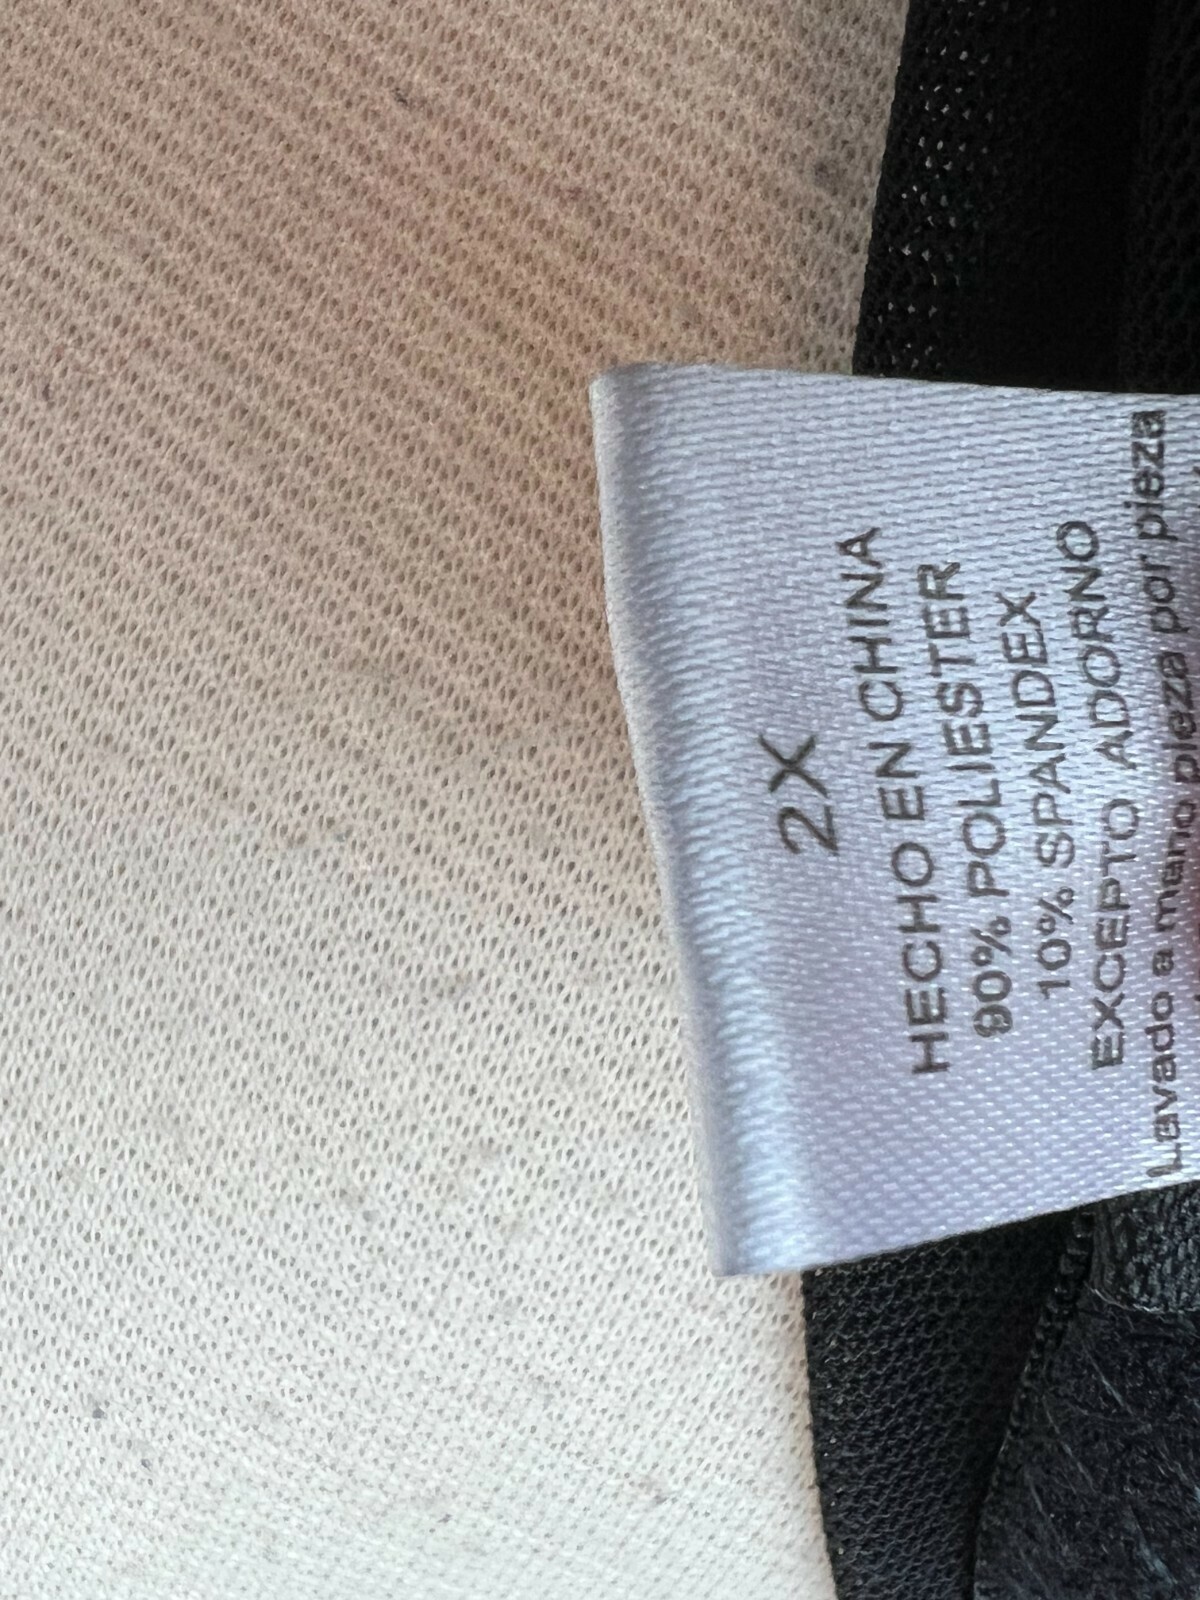 2X
HECHO EN CHINA
90% POLIESTER
10% SPANDEX
EXCEPTO ADORNO
Lavado a mano pieza por pieza